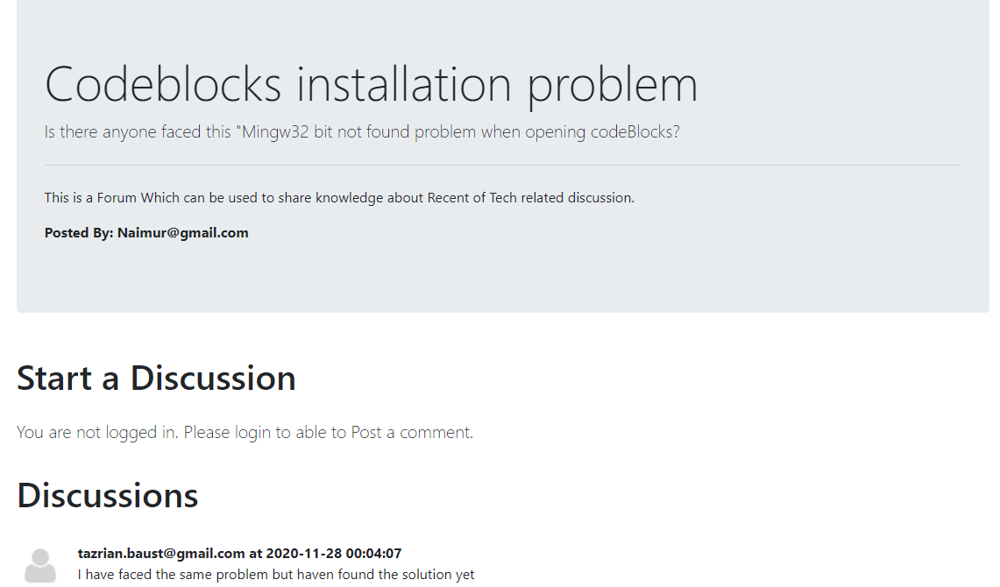 Codeblocks installation problem
Is there anyone faced this "Mingw32 bit not found problem when opening codeBlocks?
This is a Forum Which can be used to share knowledge about Recent of Tech related discussion.
Posted By: Naimur@gmail.com
Start a Discussion
You are not logged in. Please login to able to Post a comment.
Discussions
tazrian.baust@gmail.com at 2020-11-28 00:04:07
I have faced the same problem but haven found the solution yet